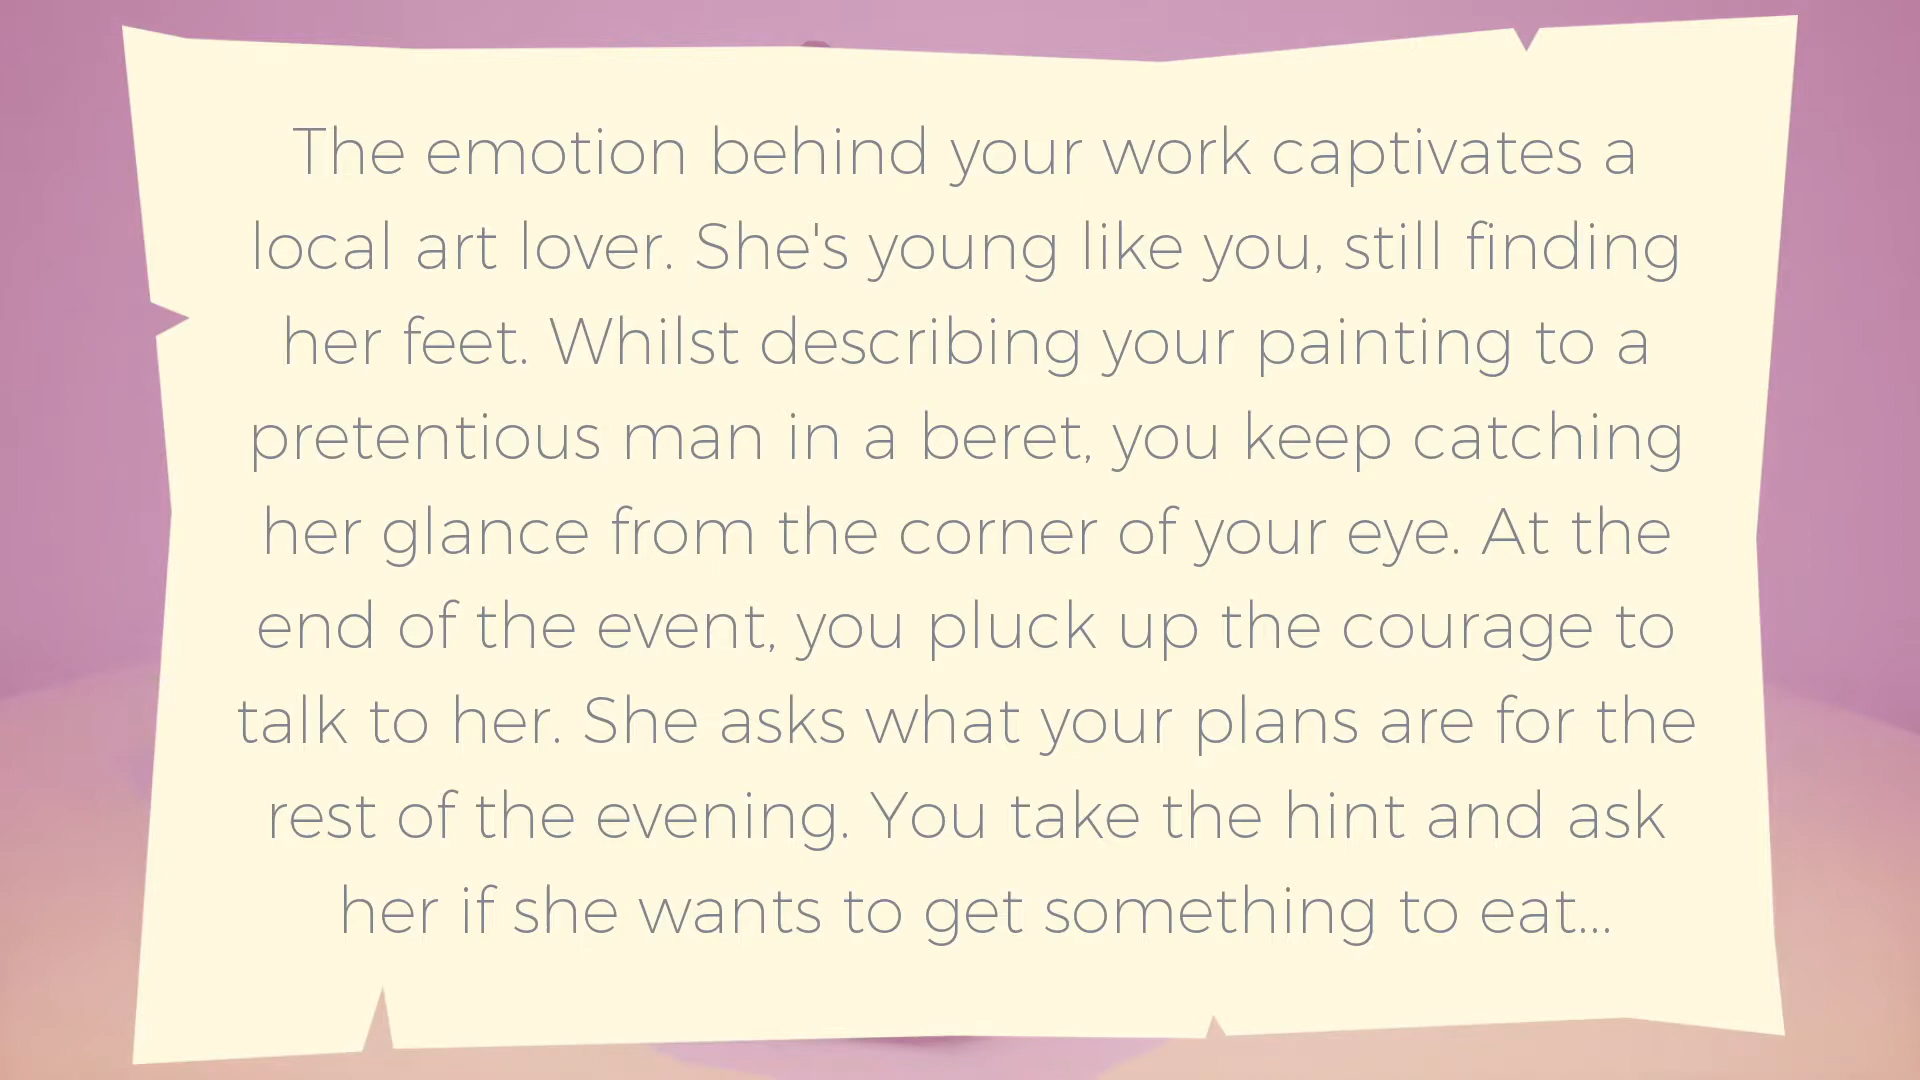 The emotion behind your work captivates a
local art lover. She's young like you, still finding
her feet. Whilst describing your painting to a
pretentious man in a beret, you keep catching
her glance from the corner of your eye. At the
end of the event, you pluck up the courage to
talk to her. She asks what your plans are for the
rest of the evening. You take the hint and ask
her if she wants to get something to eat...